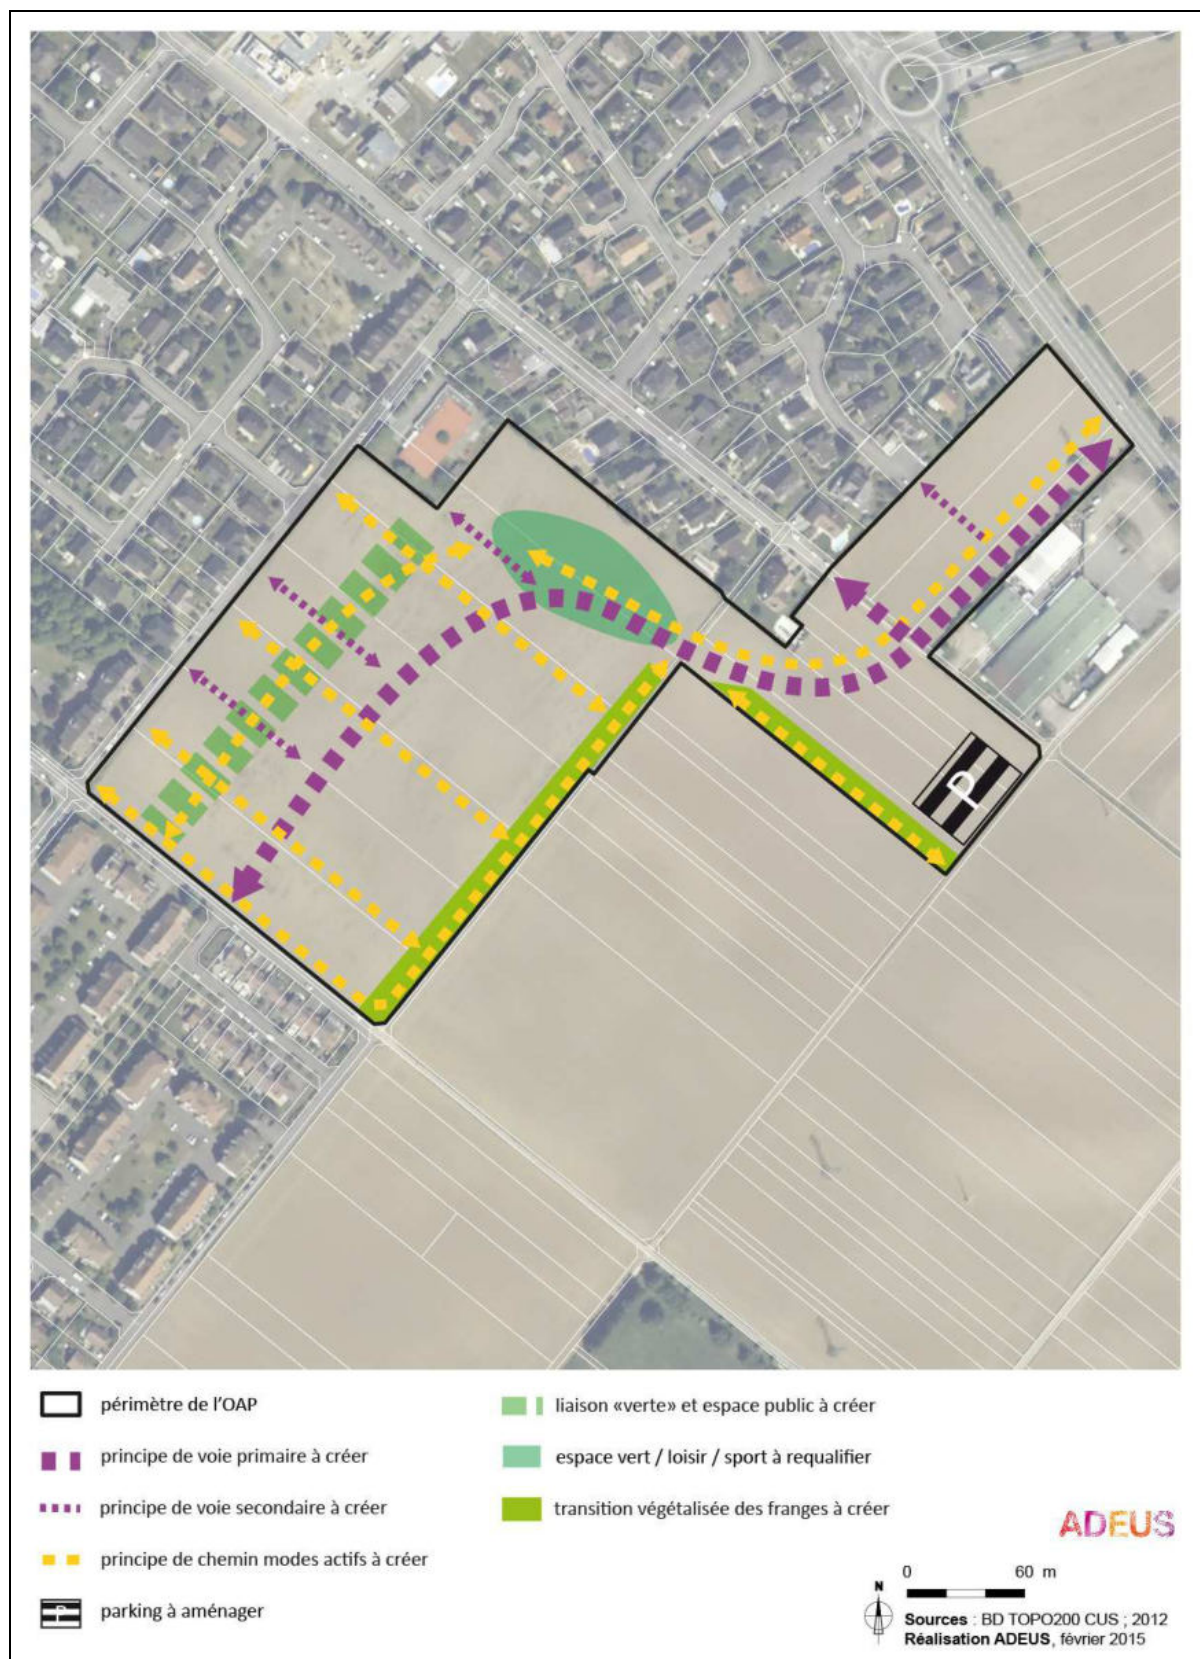 P
périmètre de l'OAP
principe de voie primaire à créer
principe de voie secondaire à créer
principe de chemin modes actifs à créer
P
parking à aménager
liaison «verte» et espace public à créer
espace vert / loisir / sport à requalifier
transition végétalisée des franges à créer
ADEUS
0 60 m
N
Sources : BD TOPO200 CUS ; 2012
Réalisation ADEUS, février 2015